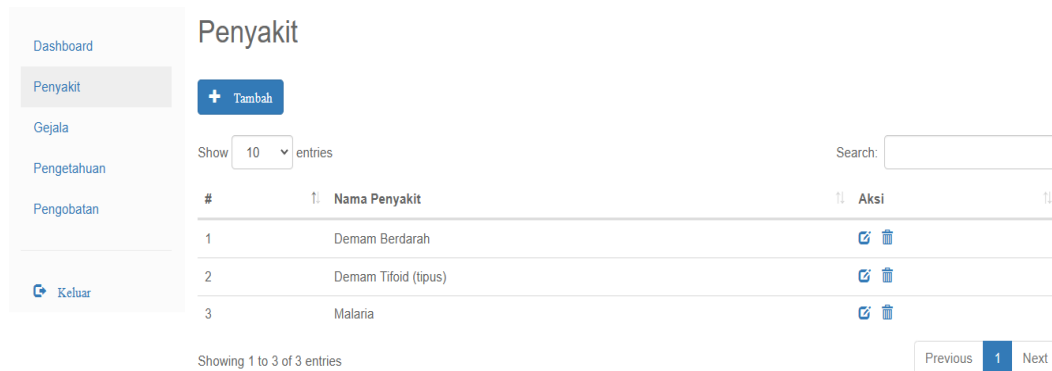 Dashboard
Penyakit
Gejala
Pengetahuan
Pengobatan
Keluar
Penyakit
Tambah
Show 10 entries
Search:
# Nama Penyakit Aksi
1 Demam Berdarah
2 Demam Tifoid (tipus)
3 Malaria
Showing 1 to 3 of 3 entries
Previous 1 Next